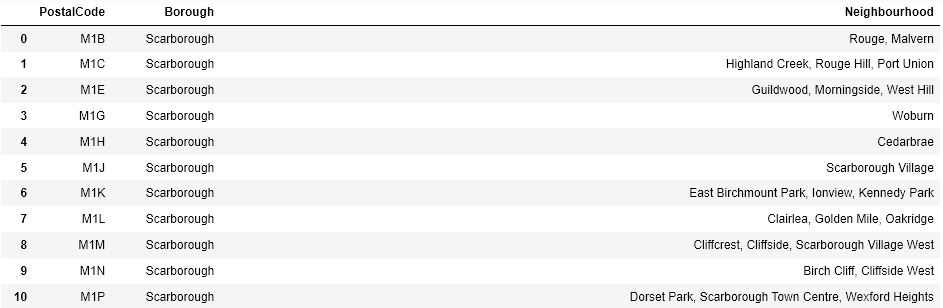 PostalCode Borough Neighbourhood
0 M1B Scarborough Rouge, Malvern
1 M1C Scarborough Highland Creek, Rouge Hill, Port Union
2 M1E Scarborough Guildwood, Morningside, West Hill
3 M1G Scarborough Woburn
4 M1H Scarborough Cedarbrae
5 M1J Scarborough Scarborough Village
6 M1K Scarborough East Birchmount Park, Ionview, Kennedy Park
7 M1L Scarborough Clairlea, Golden Mile, Oakridge
8 M1M Scarborough Cliffcrest, Cliffside, Scarborough Village West
9 M1N Scarborough Birch Cliff, Cliffside West
10 M1P Scarborough Dorset Park, Scarborough Town Centre, Wexford Heights